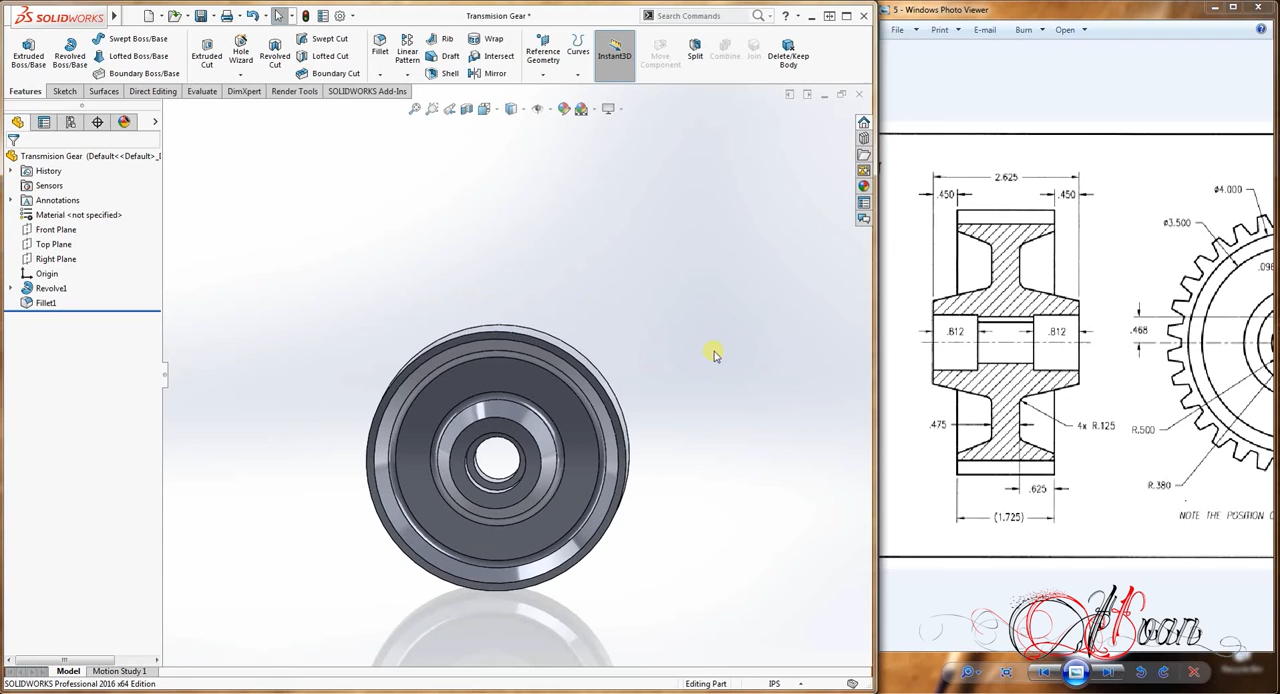 SOLIDWORKS
Transmision Gear *
Search Commands
Extruded Boss/Base
Revolved Boss/Base
Swept Boss/Base
Lofted Boss/Base
Boundary Boss/Base
Extruded Cut
Hole Wizard
Revolved Cut
Swept Cut
Lofted Cut
Boundary Cut
Fillet
Linear Pattern
Rib
Draft
Shell
Wrap
Intersect
Mirror
Reference Geometry
Curves
Instant3D
Move Component
Split
Combine
Join
Delete/Keep Body
Features
Sketch
Surfaces
Direct Editing
Evaluate
DimXpert
Render Tools
SOLIDWORKS Add-Ins
Transmision Gear (Default<<Default>_D
History
Sensors
Annotations
Material <not specified>
Front Plane
Top Plane
Right Plane
Origin
Revolve1
Fillet1
Model
Motion Study 1
SOLIDWORKS Professional 2016 x64 Edition
Editing Part
IPS
5 - Windows Photo Viewer
File
Print
E-mail
Burn
Open
2.625
.450
.450
ø4.000
ø3.500
.812
.812
.468
.475
4x R.125
R.500
.625
R.380
(1.725)